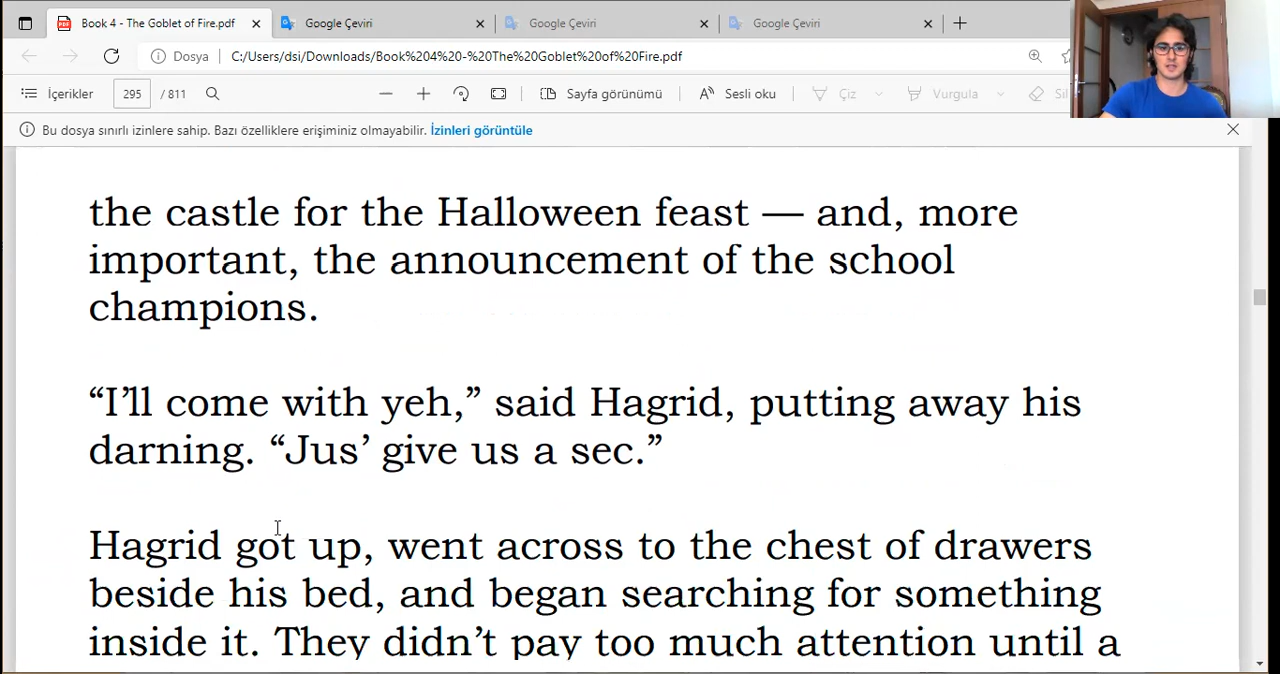 Book 4 - The Goblet of Fire.pdf
Google Çeviri
Google Çeviri
Google Çeviri
Dosya
C:/Users/dsi/Downloads/Book%204%20-%20The%20Goblet%20of%20Fire.pdf
İçerikler
295
/ 811
Sayfa görünümü
Sesli oku
Çiz
Vurgula
Sil
Bu dosya sınırlı izinlere sahip. Bazı özelliklere erişiminiz olmayabilir. İzinleri görüntüle
the castle for the Halloween feast — and, more
important, the announcement of the school
champions.
“I’ll come with yeh,” said Hagrid, putting away his
darning. “Jus’ give us a sec.”
Hagrid got up, went across to the chest of drawers
beside his bed, and began searching for something
inside it. They didn’t pay too much attention until a